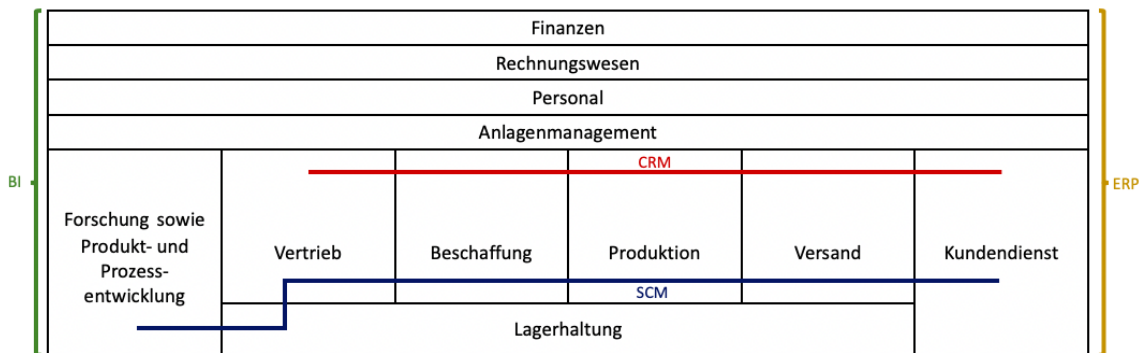 Finanzen
Rechnungswesen
Personal
Anlagenmanagement
CRM
BI
ERP
Forschung sowie
Produkt- und
Prozess-
entwicklung
Vertrieb
Beschaffung
Produktion
Versand
Kundendienst
SCM
Lagerhaltung